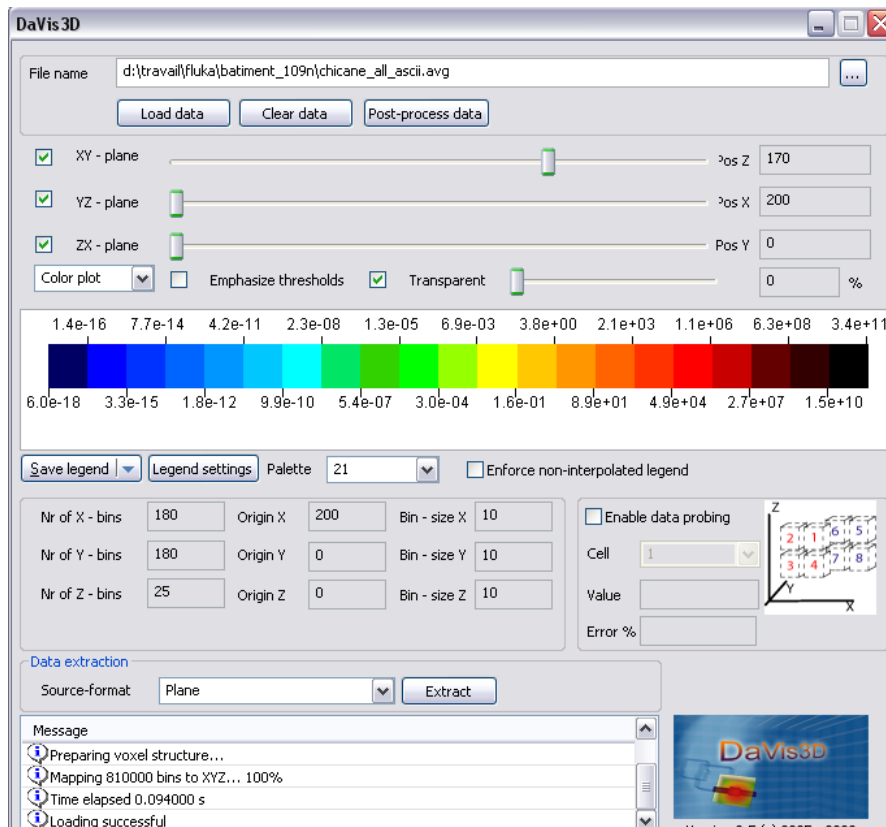 DaVis3D
File name d:\travail\fluka\batiment_109n\chicane_all_ascii.avg ...
Load data Clear data Post-process data
XY - plane Pos Z 170
YZ - plane Pos X 200
ZX - plane Pos Y 0
Color plot Emphasize thresholds Transparent 0 %
1.4e-16 7.7e-14 4.2e-11 2.3e-08 1.3e-05 6.9e-03 3.8e+00 2.1e+03 1.1e+06 6.3e+08 3.4e+11
6.0e-18 3.3e-15 1.8e-12 9.9e-10 5.4e-07 3.0e-04 1.6e-01 8.9e+01 4.9e+04 2.7e+07 1.5e+10
Save legend Legend settings Palette 21 Enforce non-interpolated legend
Nr of X - bins 180 Origin X 200 Bin - size X 10
Nr of Y - bins 180 Origin Y 0 Bin - size Y 10
Nr of Z - bins 25 Origin Z 0 Bin - size Z 10
Enable data probing
Cell 1
Value
Error %
Z
2 1 6 5
3 4 7 8
Y
X
Data extraction
Source-format Plane Extract
Message
Preparing voxel structure...
Mapping 810000 bins to XYZ... 100%
Time elapsed 0.094000 s
Loading successful
DaVis3D